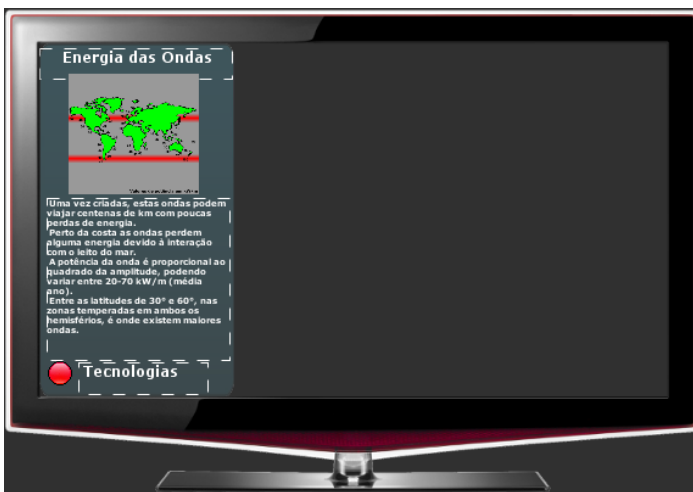 Energia das Ondas
Uma vez criadas, estas ondas podem
viajar centenas de km com poucas
perdas de energia.
Perto da costa as ondas perdem
alguma energia devido à interação
com o leito do mar.
A potência da onda é proporcional ao
quadrado da amplitude, podendo
variar entre 20-70 kW/m (média
ano).
Entre as latitudes de 30º e 60º, nas
zonas temperadas em ambos os
hemisférios, é onde existem maiores
ondas.
Tecnologias